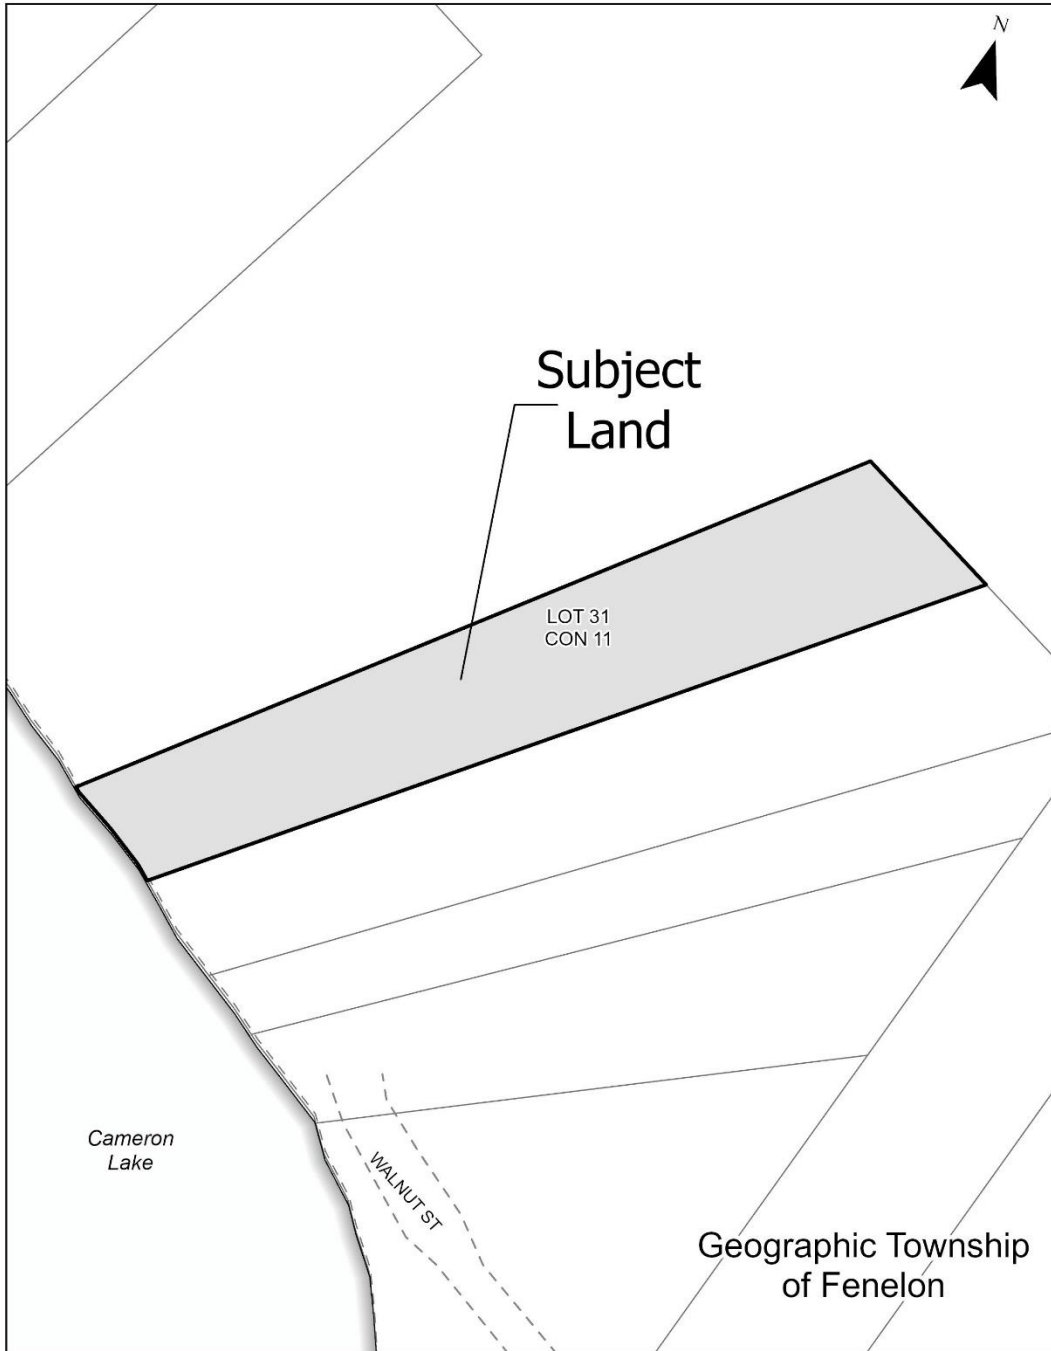 N
Subject
Land
LOT 31
CON 11
Cameron
Lake
WALNUT ST
Geographic Township
of Fenelon